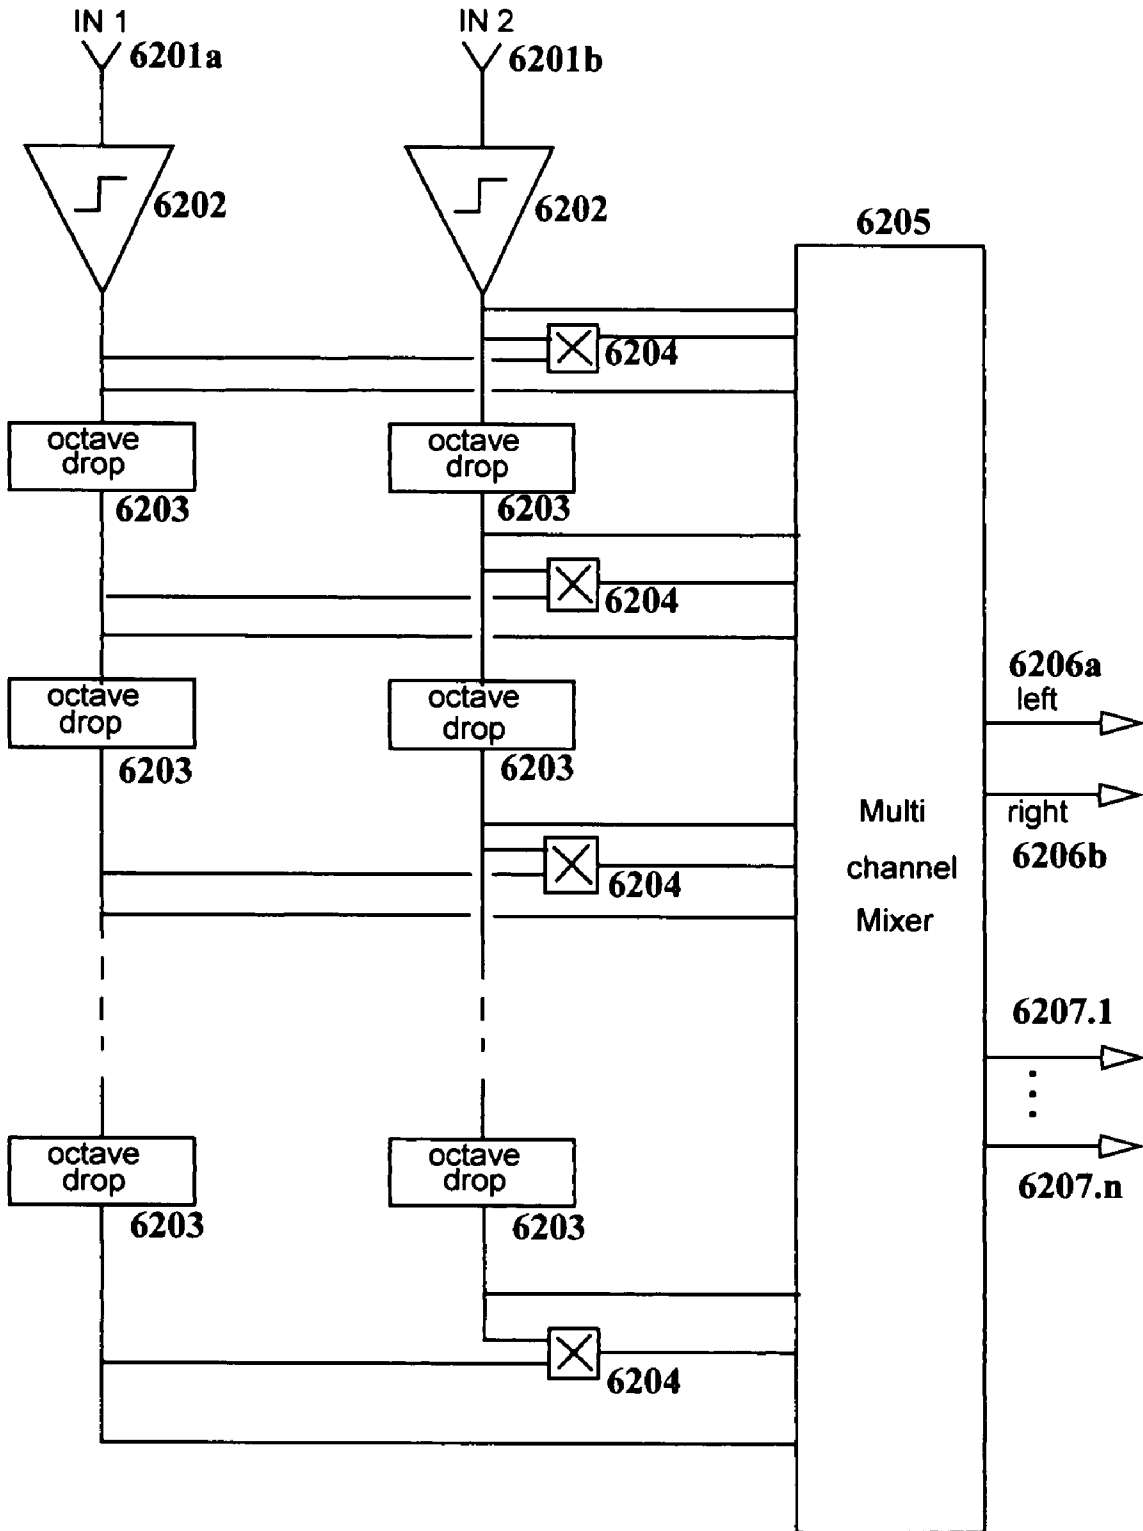 IN 1
6201a
IN 2
6201b
6202
6202
6205
6204
octave
drop
6203
octave
drop
6203
6204
octave
drop
6203
octave
drop
6203
6204
6206a
left
right
6206b
Multi
channel
Mixer
6207.1
6207.n
octave
drop
6203
octave
drop
6203
6204